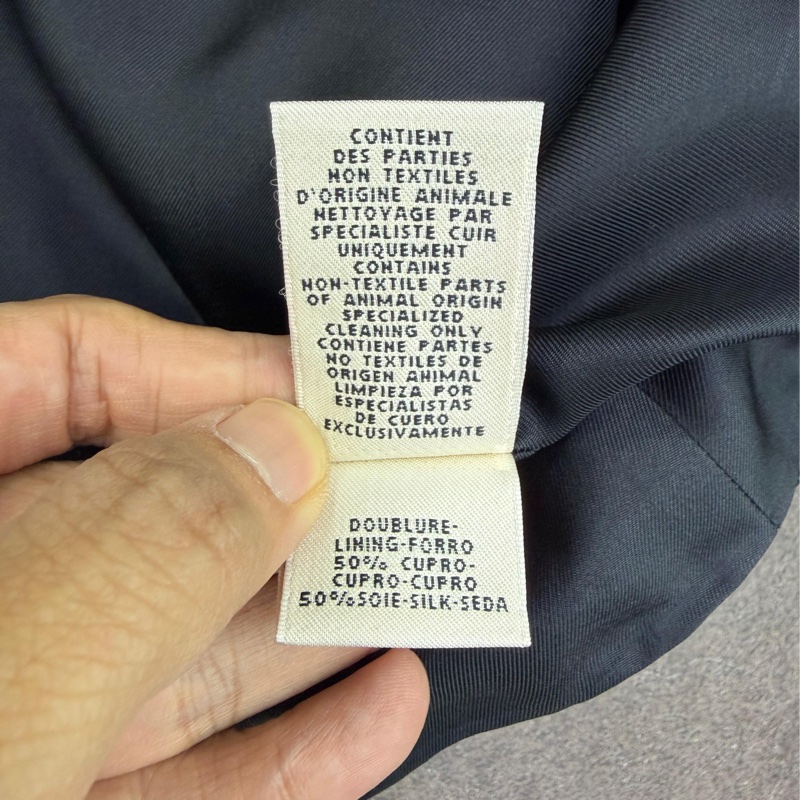 CONTIENT
DES PARTIES
NON TEXTILES
D'ORIGINE ANIMALE
NETTOYAGE PAR
SPECIALISTE CUIR
UNIQUEMENT
CONTAINS
NON-TEXTILE PARTS
OF ANIMAL ORIGIN
SPECIALIZED
CLEANING ONLY
CONTIENE PARTES
NO TEXTILES DE
ORIGEN ANIMAL
LIMPIEZA POR
ESPECIALISTAS
DE CUERO
EXCLUSIVAMENTE
DOUBLURE-
LINING-FORRO
50% CUPRO-
CUPRO-CUPRO
50%SOIE-SILK-SEDA